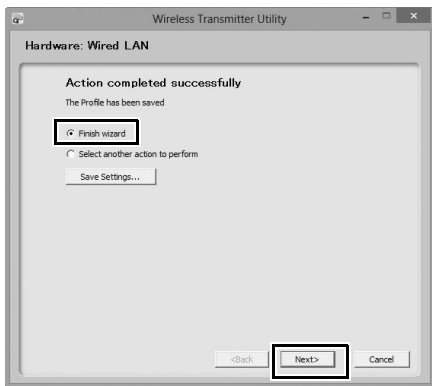 Wireless Transmitter Utility
Hardware: Wired LAN
Action completed successfully
The Profile has been saved
Finish wizard
Select another action to perform
Save Settings...
<Back Next> Cancel